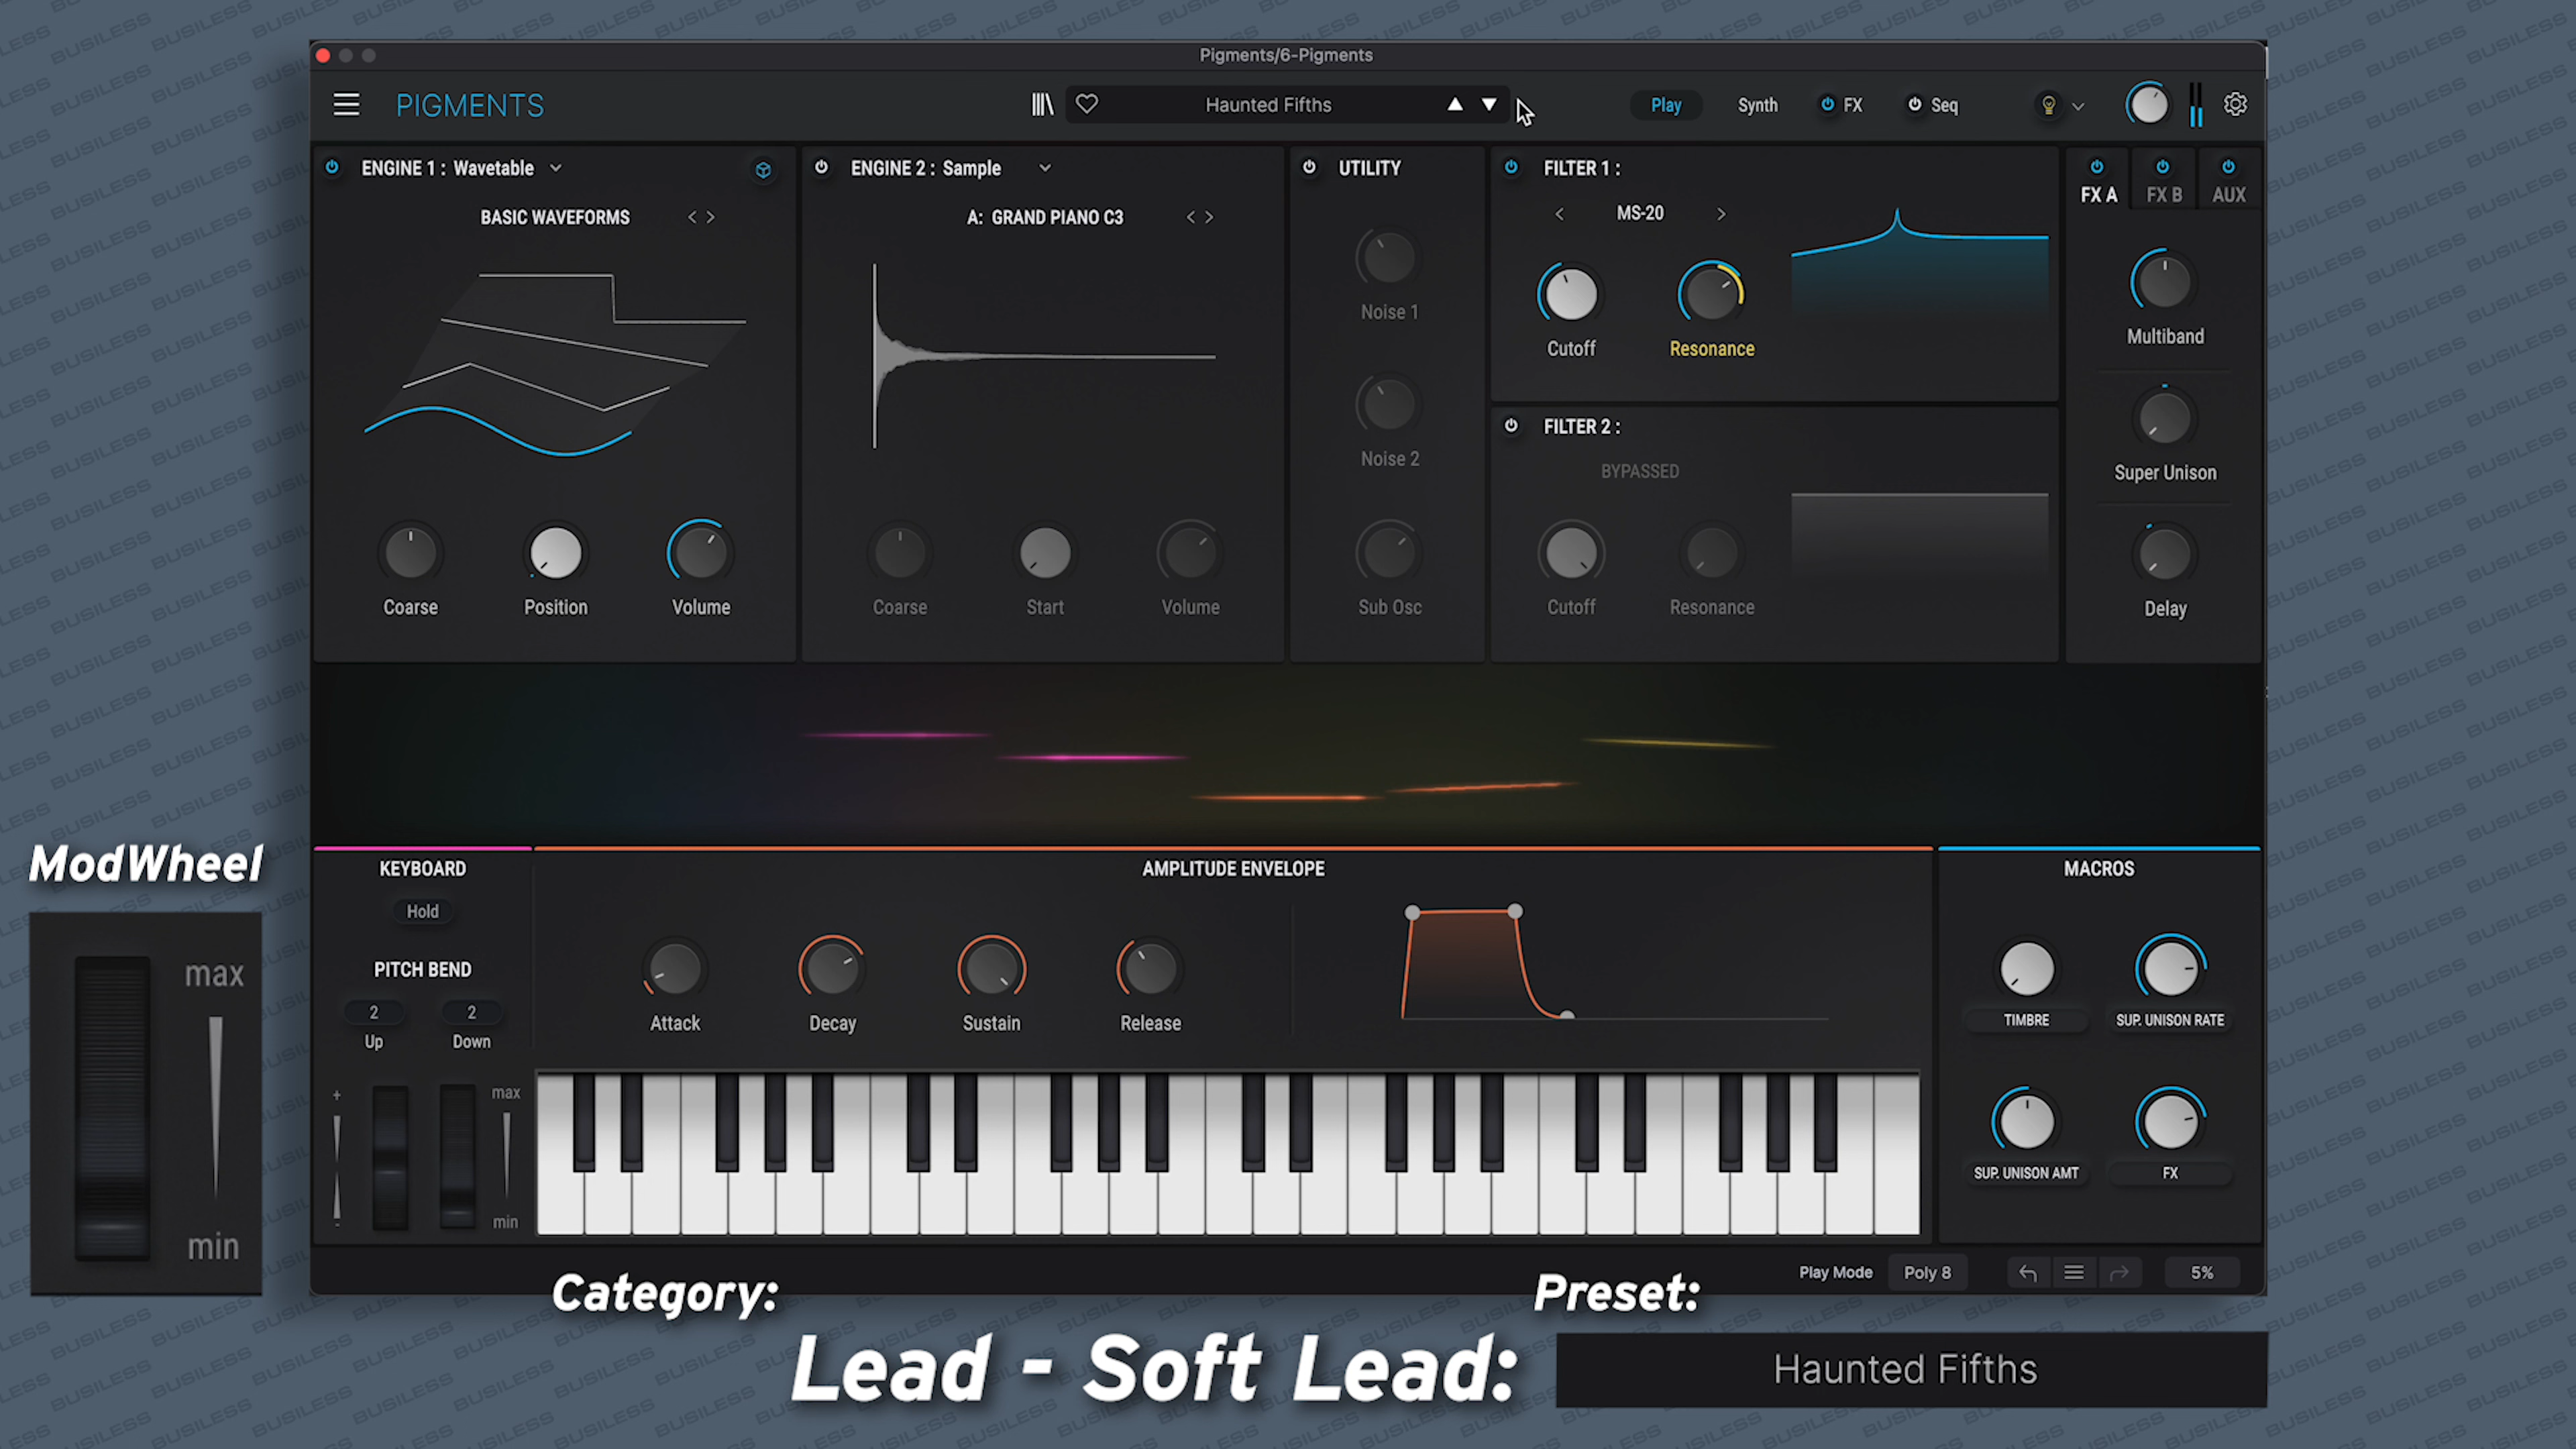 Pigments/6-Pigments
PIGMENTS
Haunted Fifths
Play
Synth
FX
Seq
ENGINE 1 : Wavetable
ENGINE 2 : Sample
UTILITY
FILTER 1 :
FX A
FX B
AUX
BASIC WAVEFORMS
A: GRAND PIANO C3
MS-20
Noise 1
Cutoff
Resonance
Multiband
FILTER 2 :
BYPASSED
Noise 2
Super Unison
Coarse
Position
Volume
Coarse
Start
Volume
Sub Osc
Cutoff
Resonance
Delay
ModWheel
max
min
KEYBOARD
Hold
PITCH BEND
2
2
Up
Down
+
-
max
min
AMPLITUDE ENVELOPE
Attack
Decay
Sustain
Release
MACROS
TIMBRE
SUP. UNISON RATE
SUP. UNISON AMT
FX
Play Mode
Poly 8
5%
Category:
Preset:
Lead - Soft Lead:
Haunted Fifths
BUSILESS